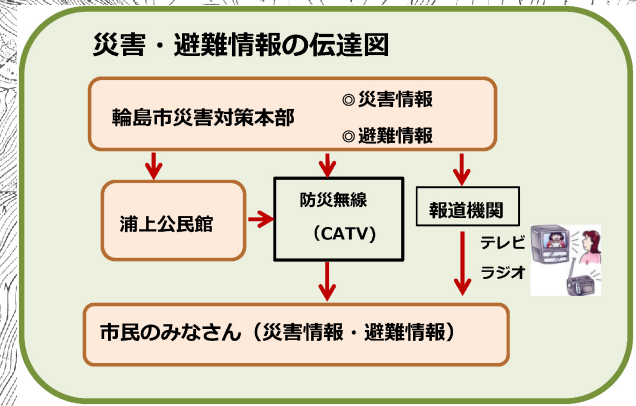 災害・避難情報の伝達図
輪島市災害対策本部
◎災害情報
◎避難情報
浦上公民館
防災無線
（CATV)
報道機関
テレビ
ラジオ
市民のみなさん（災害情報・避難情報）